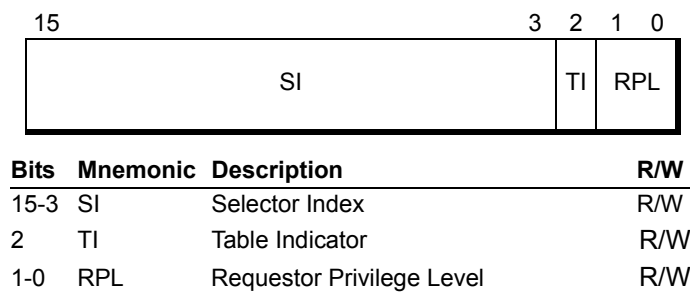 15 3 2 1 0
SI TI RPL
Bits Mnemonic Description R/W
15-3 SI Selector Index R/W
2 TI Table Indicator R/W
1-0 RPL Requestor Privilege Level R/W